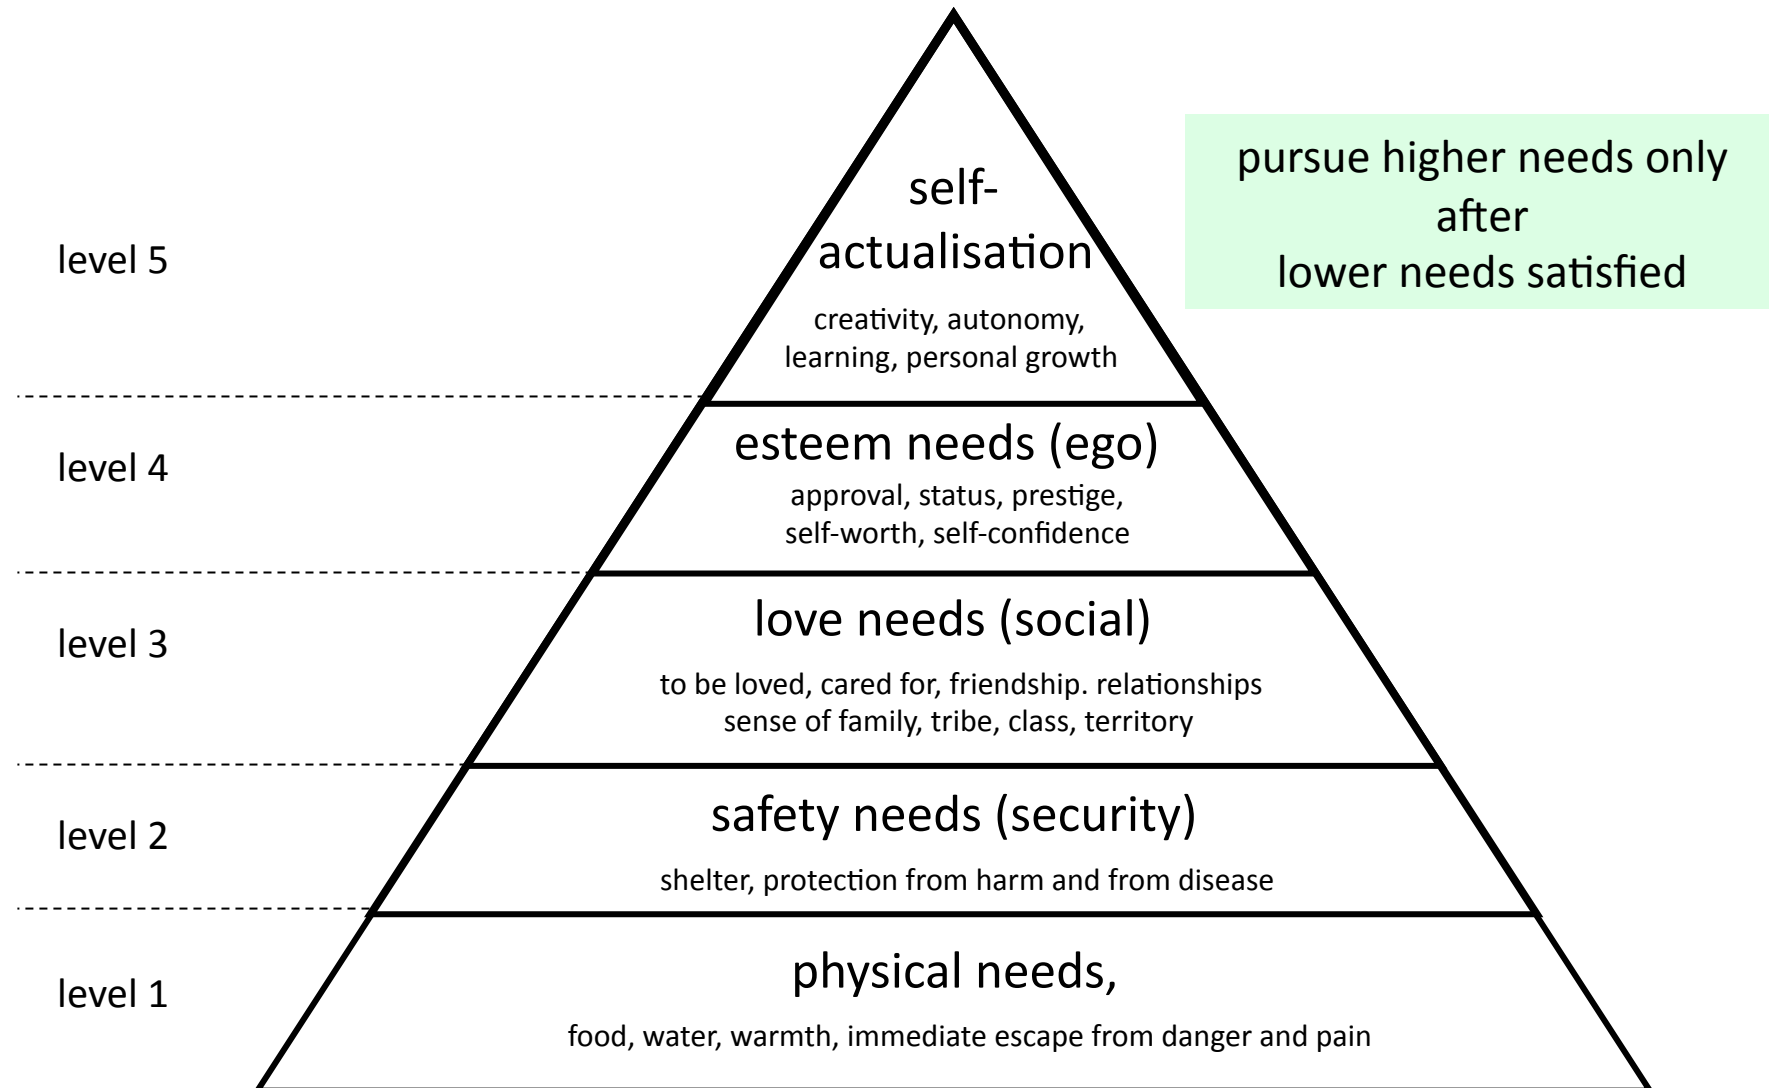 self-
actualisation
creativity, autonomy,
learning, personal growth
level 5
pursue higher needs only
after
lower needs satisfied
esteem needs (ego)
approval, status, prestige,
self-worth, self-confidence
level 4
love needs (social)
to be loved, cared for, friendship. relationships
sense of family, tribe, class, territory
level 3
safety needs (security)
shelter, protection from harm and from disease
level 2
physical needs,
food, water, warmth, immediate escape from danger and pain
level 1